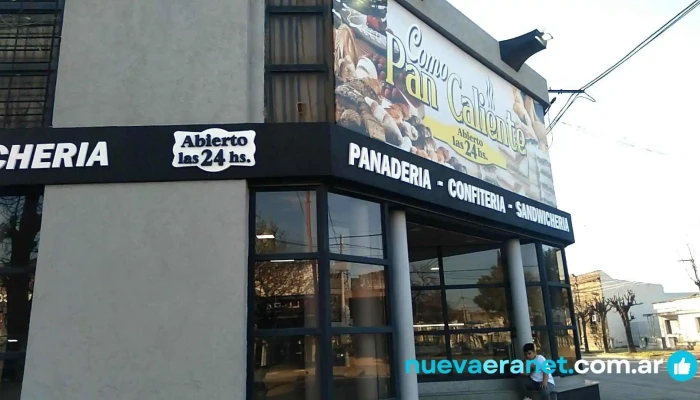 Como
Pan Caliente
Abierto
las 24 hs.
Abierto
las 24 hs.
CHERIA
PANADERIA - CONFITERIA - SANDWICHERIA
nuevaeranet.com.ar